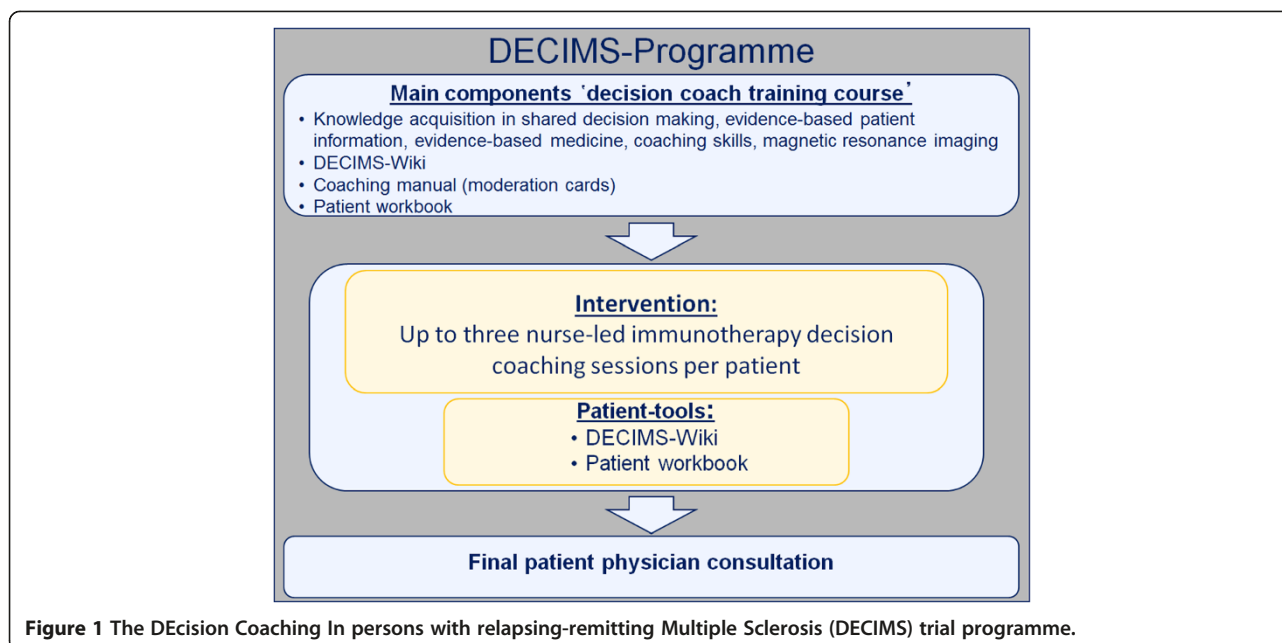 DECIMS-Programme
Main components ‘decision coach training course’
• Knowledge acquisition in shared decision making, evidence-based patient
information, evidence-based medicine, coaching skills, magnetic resonance imaging
• DECIMS-Wiki
• Coaching manual (moderation cards)
• Patient workbook
Intervention:
Up to three nurse-led immunotherapy decision
coaching sessions per patient
Patient-tools:
• DECIMS-Wiki
• Patient workbook
Final patient physician consultation
Figure 1 The DEcision Coaching In persons with relapsing-remitting Multiple Sclerosis (DECIMS) trial programme.